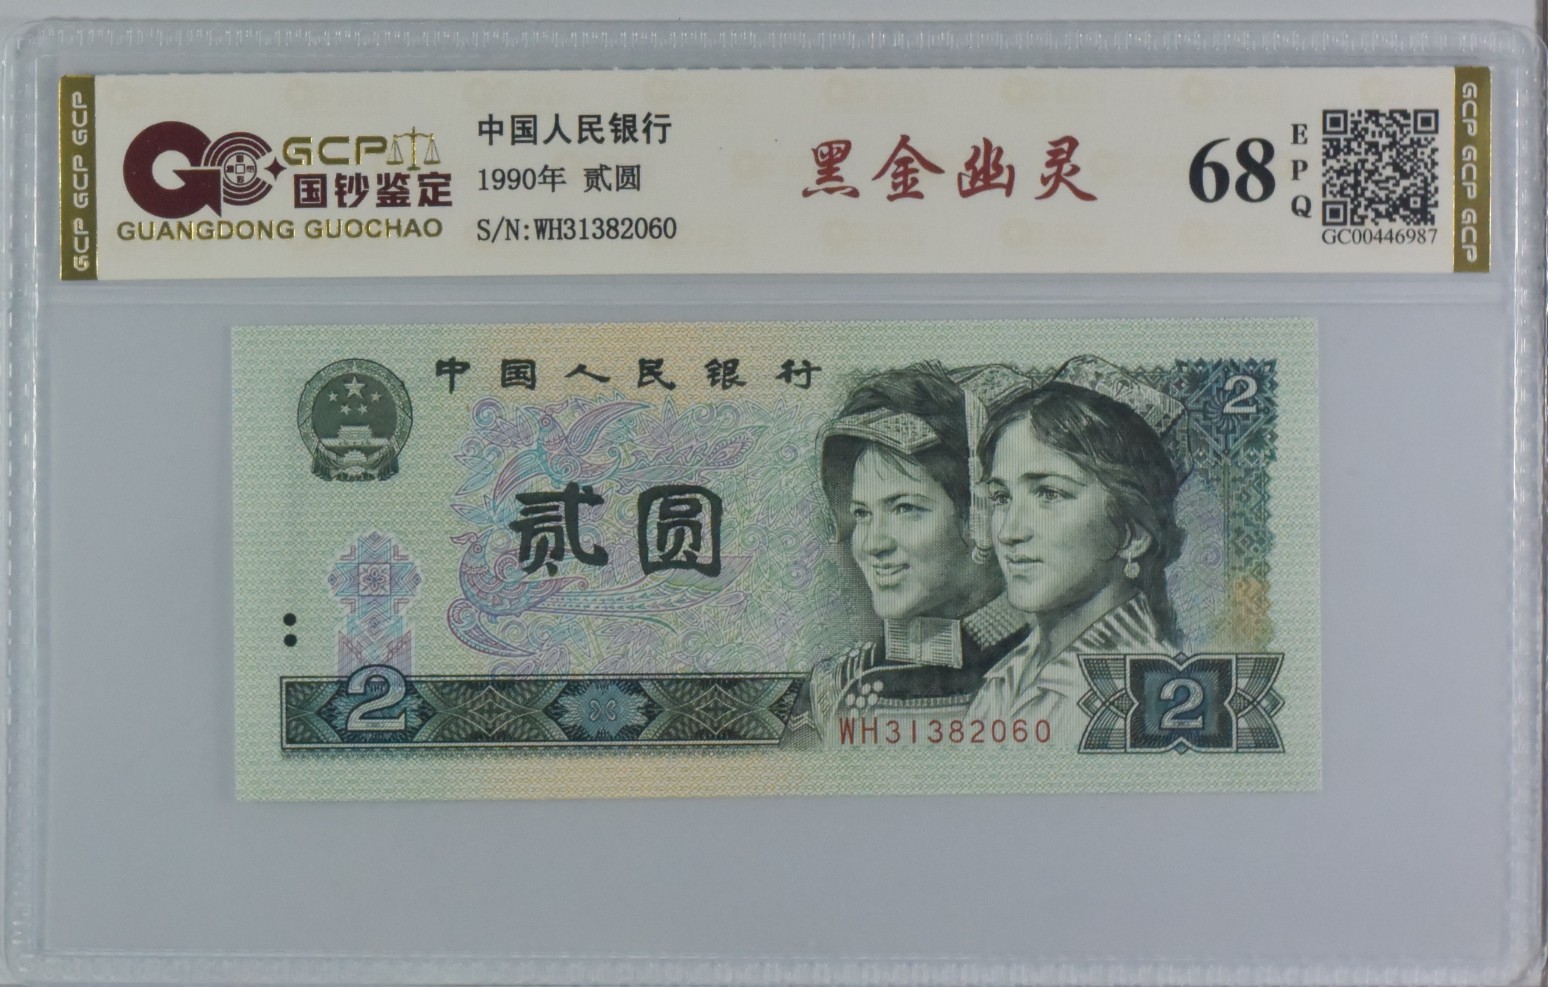 GCP GCP GCP
GCP
国钞鉴定
GUANGDONG GUOCHAO
中国人民银行
1990年 贰圆
S/N:WH31382060
黑金幽灵
68
EPQ
GC00446987
GCP GCP GCP
中国人民银行
2
贰圆
2
WH31382060
2